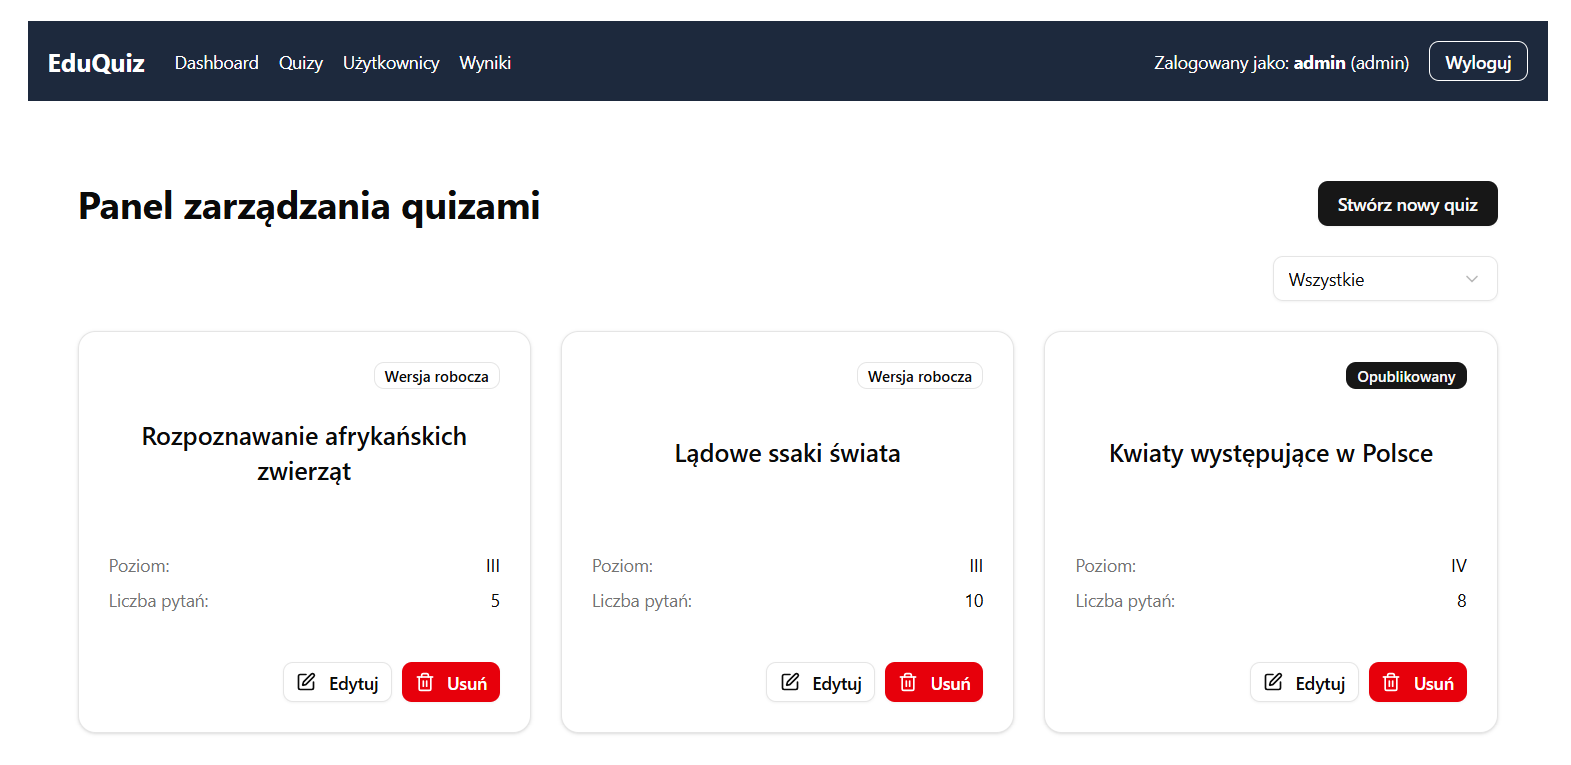 EduQuiz Dashboard Quizy Użytkownicy Wyniki Zalogowany jako: admin (admin) Wyloguj
Panel zarządzania quizami
Stwórz nowy quiz
Wszystkie
Wersja robocza
Rozpoznawanie afrykańskich
zwierząt
Poziom: III
Liczba pytań: 5
Edytuj Usuń
Wersja robocza
Lądowe ssaki świata
Poziom: III
Liczba pytań: 10
Edytuj Usuń
Opublikowany
Kwiaty występujące w Polsce
Poziom: IV
Liczba pytań: 8
Edytuj Usuń